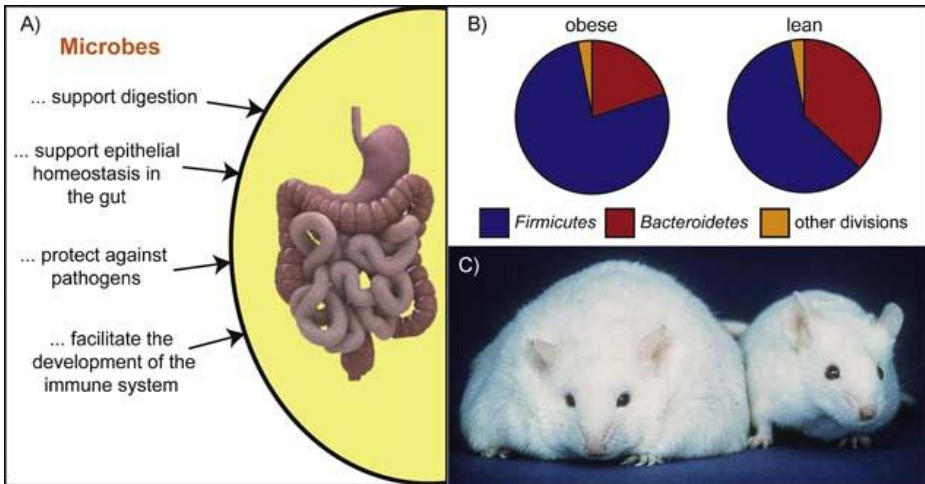 A)
Microbes
... support digestion
... support epithelial
homeostasis in
the gut
... protect against
pathogens
... facilitate the
development of the
immune system
B)
obese
lean
Firmicutes
Bacteroidetes
other divisions
C)